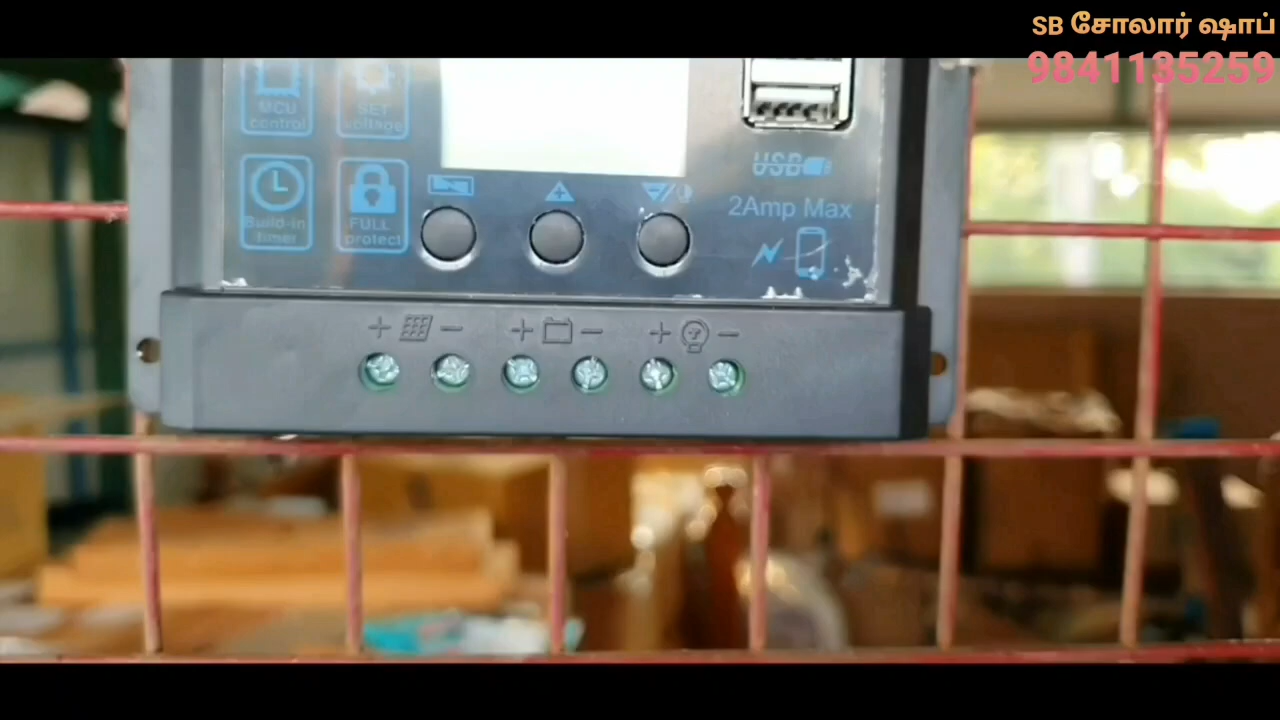 SB சோலார் ஷாப்
9841135259
MCU
control
SET
voltage
Build-in
timer
FULL
protect
USB
2Amp Max
+ −
+ −
+ −